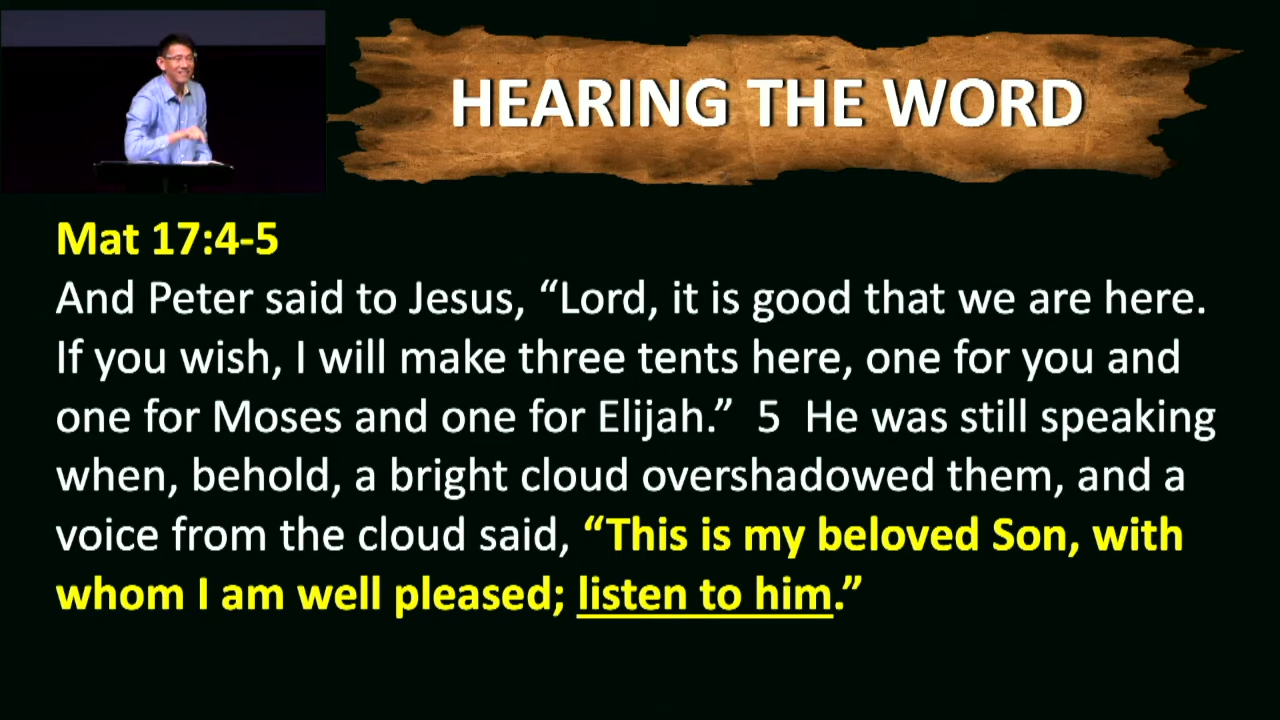 HEARING THE WORD
Mat 17:4-5
And Peter said to Jesus, “Lord, it is good that we are here.
If you wish, I will make three tents here, one for you and
one for Moses and one for Elijah.”  5  He was still speaking
when, behold, a bright cloud overshadowed them, and a
voice from the cloud said, “This is my beloved Son, with
whom I am well pleased; listen to him.”